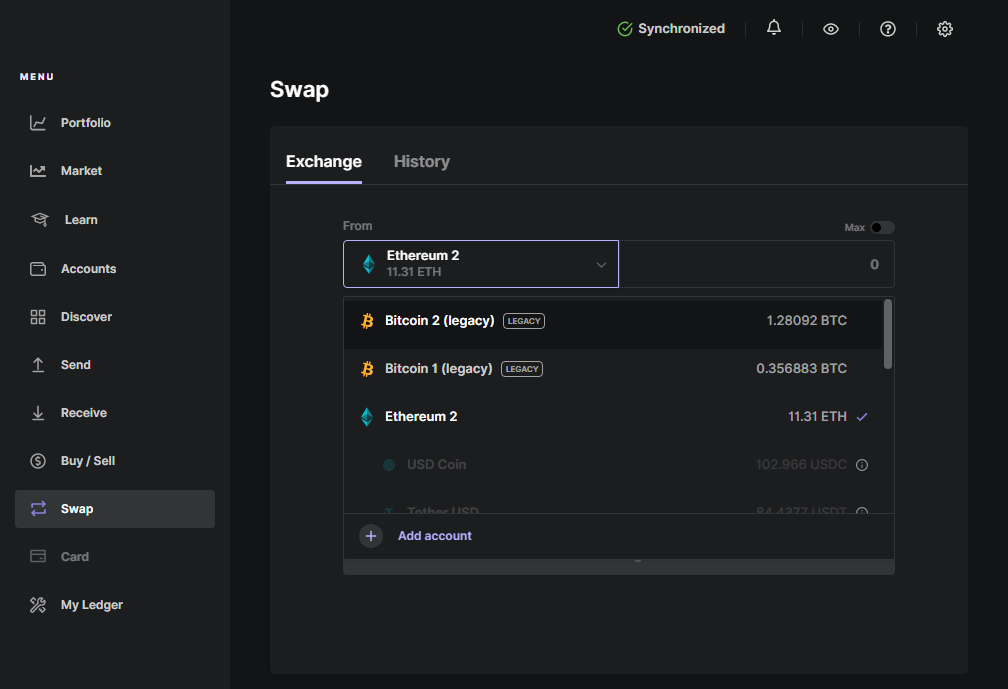 Synchronized
MENU
Portfolio
Market
Learn
Accounts
Discover
Send
Receive
Buy / Sell
Swap
Card
My Ledger
Swap
Exchange History
From Max
Ethereum 2
11.31 ETH
0
Bitcoin 2 (legacy) LEGACY 1.28092 BTC
Bitcoin 1 (legacy) LEGACY 0.356883 BTC
Ethereum 2 11.31 ETH
USD Coin 102.966 USDC
Tether USD 84.4377 USDT
Add account